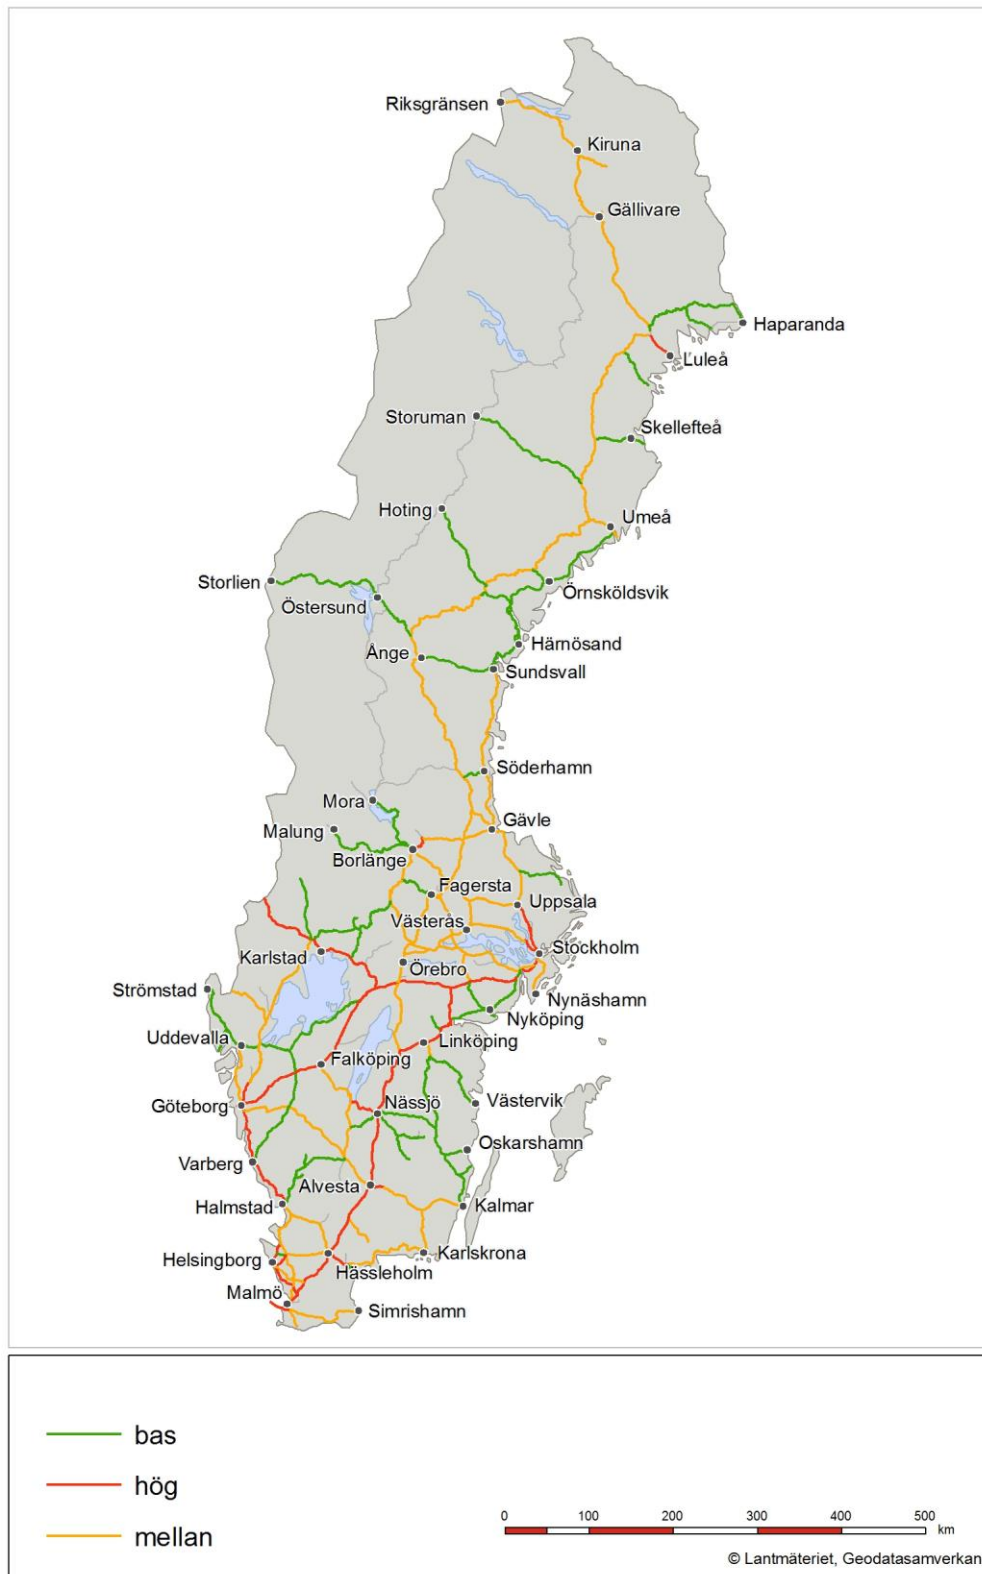 Riksgränsen
Kiruna
Gällivare
Haparanda
Luleå
Storuman
Skellefteå
Hoting
Umeå
Storlien
Östersund
Örnsköldsvik
Härnösand
Ånge
Sundsvall
Söderhamn
Mora
Malung
Gävle
Borlänge
Fagersta
Uppsala
Västerås
Stockholm
Karlstad
Örebro
Strömstad
Nynäshamn
Nyköping
Uddevalla
Linköping
Falköping
Göteborg
Nässjö
Västervik
Oskarshamn
Varberg
Alvesta
Halmstad
Kalmar
Helsingborg
Karlskrona
Hässleholm
Malmö
Simrishamn
bas
hög
mellan
0 100 200 300 400 500
km
© Lantmäteriet, Geodatasamverkan